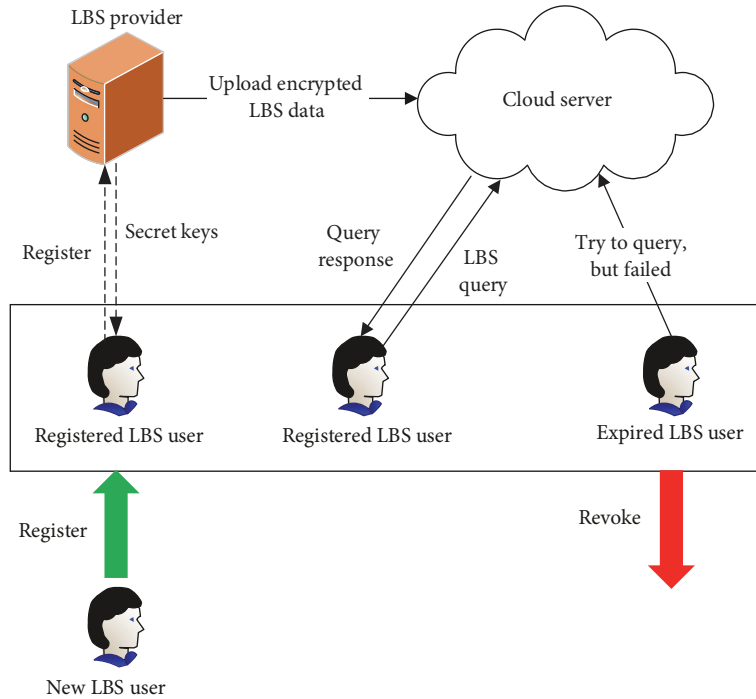 LBS provider
Upload encrypted
LBS data
Cloud server
Register
Secret keys
Query
response
LBS
query
Try to query,
but failed
Registered LBS user
Registered LBS user
Expired LBS user
Register
Revoke
New LBS user